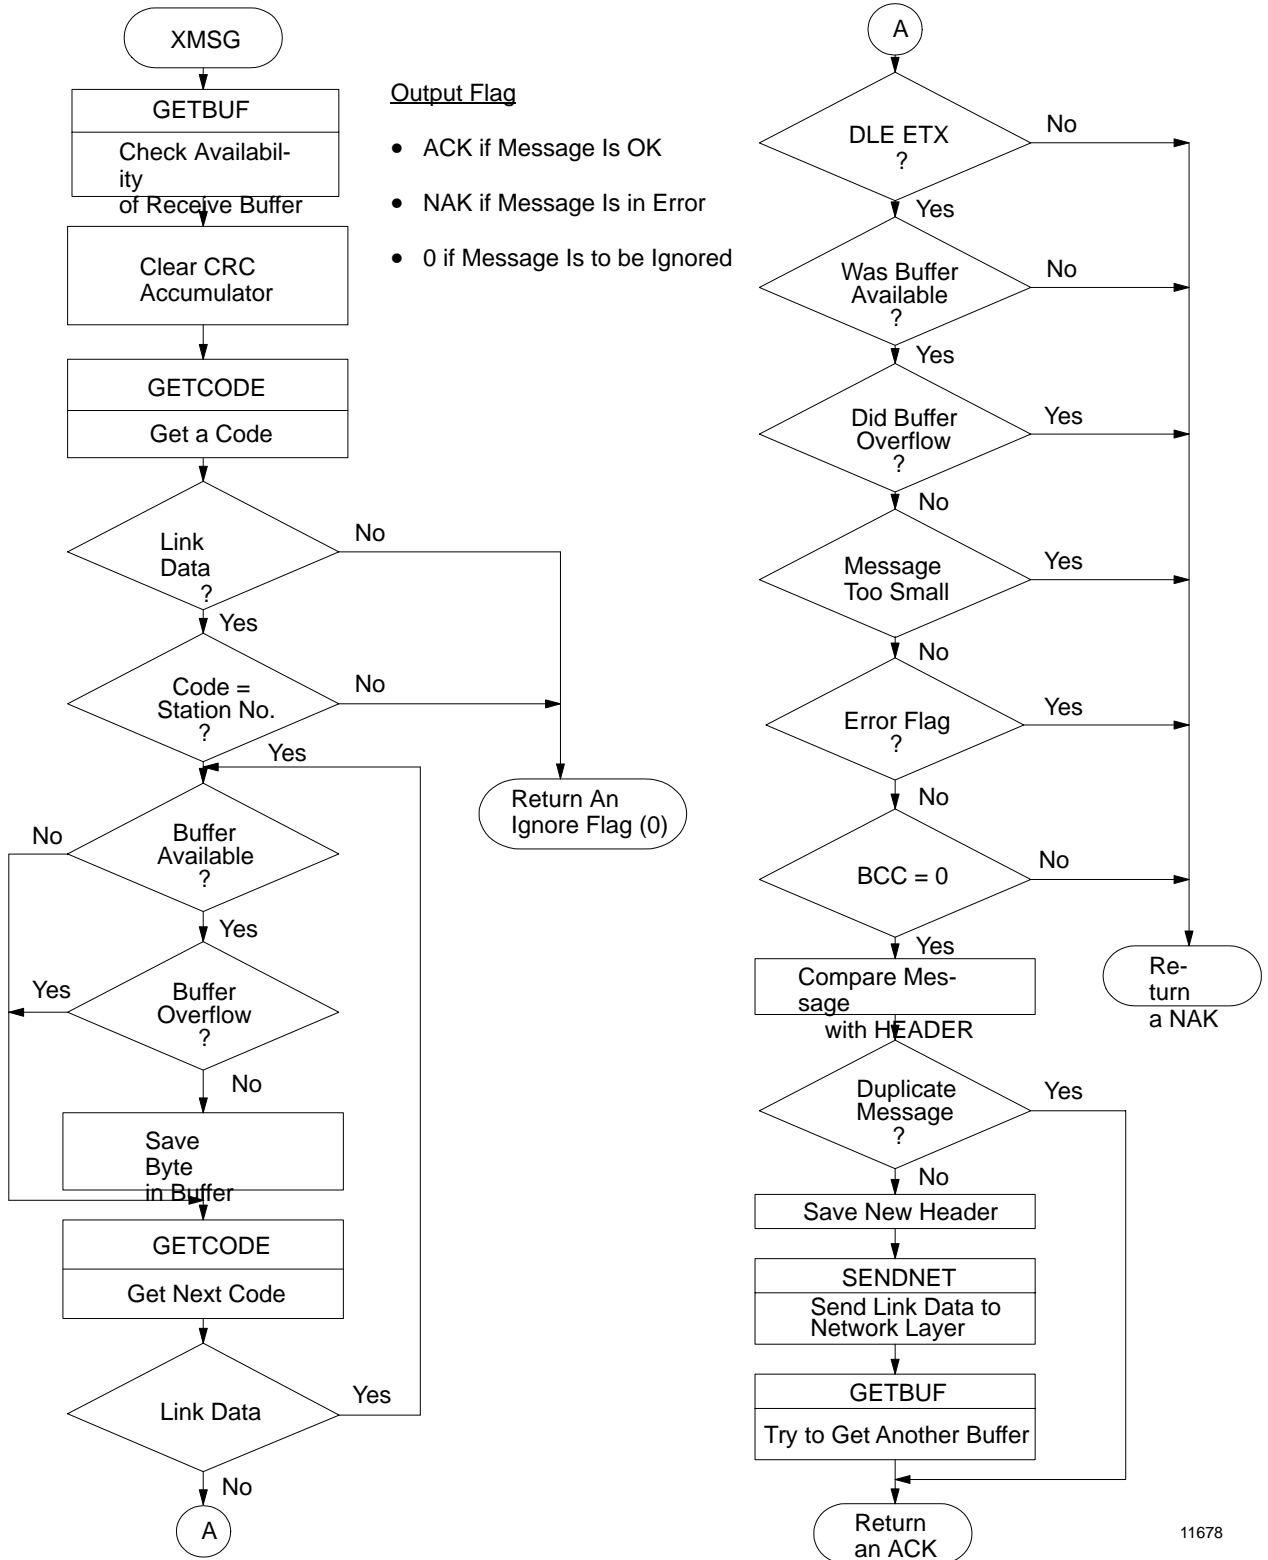 XMSG
GETBUF
Check Availabil-
ity
of Receive Buffer
Clear CRC
Accumulator
GETCODE
Get a Code
Link
Data
?
No
Yes
Code =
Station No.
?
No
Yes
Buffer
Available
?
No
Yes
Buffer
Overflow
?
Yes
No
Save
Byte
in Buffer
GETCODE
Get Next Code
Link Data
Yes
No
A
Output Flag
• ACK if Message Is OK
• NAK if Message Is in Error
• 0 if Message Is to be Ignored
Return An
Ignore Flag (0)
A
DLE ETX
?
No
Yes
Was Buffer
Available
?
No
Yes
Did Buffer
Overflow
?
Yes
No
Message
Too Small
Yes
No
Error Flag
?
Yes
No
BCC = 0
No
Yes
Re-
turn
a NAK
Compare Mes-
sage
with HEADER
Duplicate
Message
?
Yes
No
Save New Header
SENDNET
Send Link Data to
Network Layer
GETBUF
Try to Get Another Buffer
Return
an ACK
11678